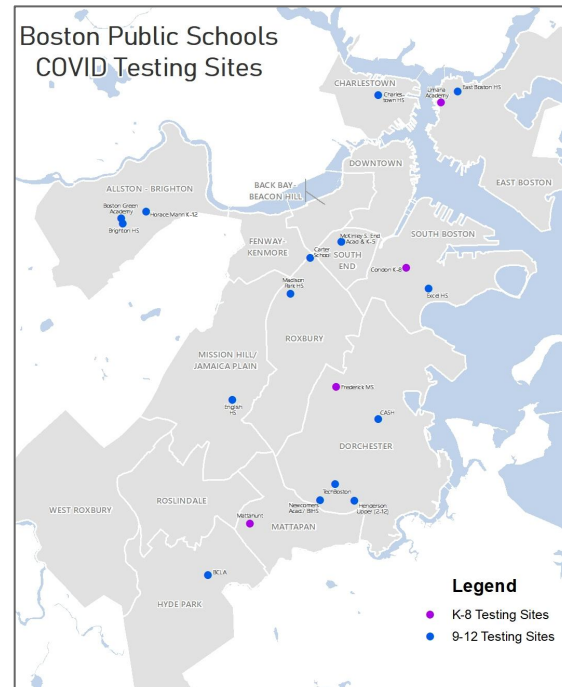 Boston Public Schools
COVID Testing Sites
CHARLESTOWN
Charles-
town HS
Umana
Academy
East Boston HS
DOWNTOWN
ALLSTON - BRIGHTON
BACK BAY-
BEACON HILL
EAST BOSTON
Boston Green
Academy
Horace Mann K-12
Brighton HS
SOUTH BOSTON
McKinley S. End
Acad & K-5
FENWAY-
KENMORE
Carter
School
SOUTH
END
Condon K-8
Madison
Park HS
Excel HS
ROXBURY
MISSION HILL/
JAMAICA PLAIN
Frederick MS
English
HS
CASH
DORCHESTER
TechBoston
ROSLINDALE
WEST ROXBURY
Newcomers
Acad / BIHS
Henderson
Upper (2-12)
Mattahunt
MATTAPAN
BCLA
HYDE PARK
Legend
K-8 Testing Sites
9-12 Testing Sites